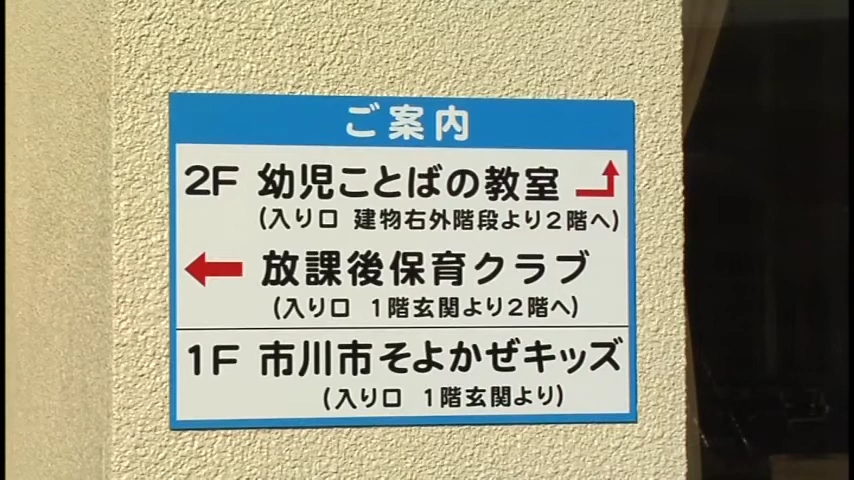 ご案内
2F 幼児ことばの教室
(入り口 建物右外階段より2階へ)
放課後保育クラブ
(入り口 1階玄関より2階へ)
1F 市川市そよかぜキッズ
(入り口 1階玄関より)